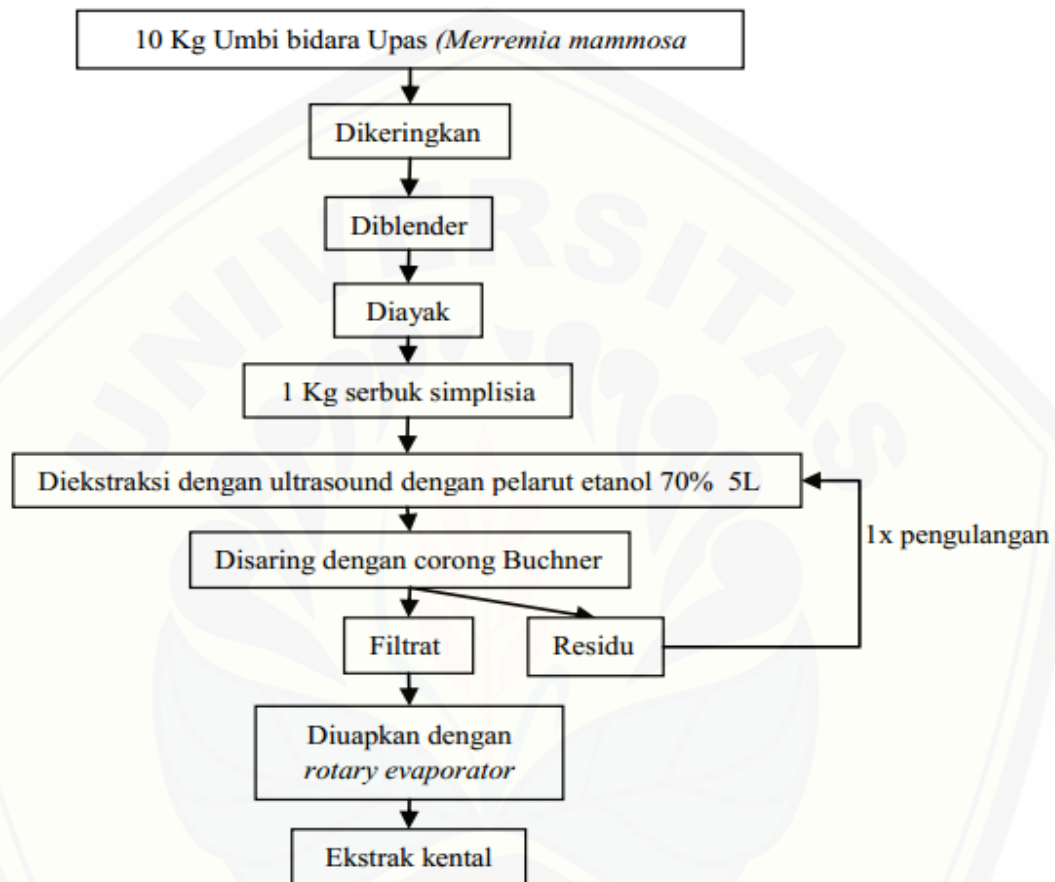 10 Kg Umbi bidara Upas (Merremia mammosa
Dikeringkan
Diblender
Diayak
1 Kg serbuk simplisia
Diekstraksi dengan ultrasound dengan pelarut etanol 70% 5L
1x pengulangan
Disaring dengan corong Buchner
Filtrat
Residu
Diuapkan dengan
rotary evaporator
Ekstrak kental
UNIVERSITAS